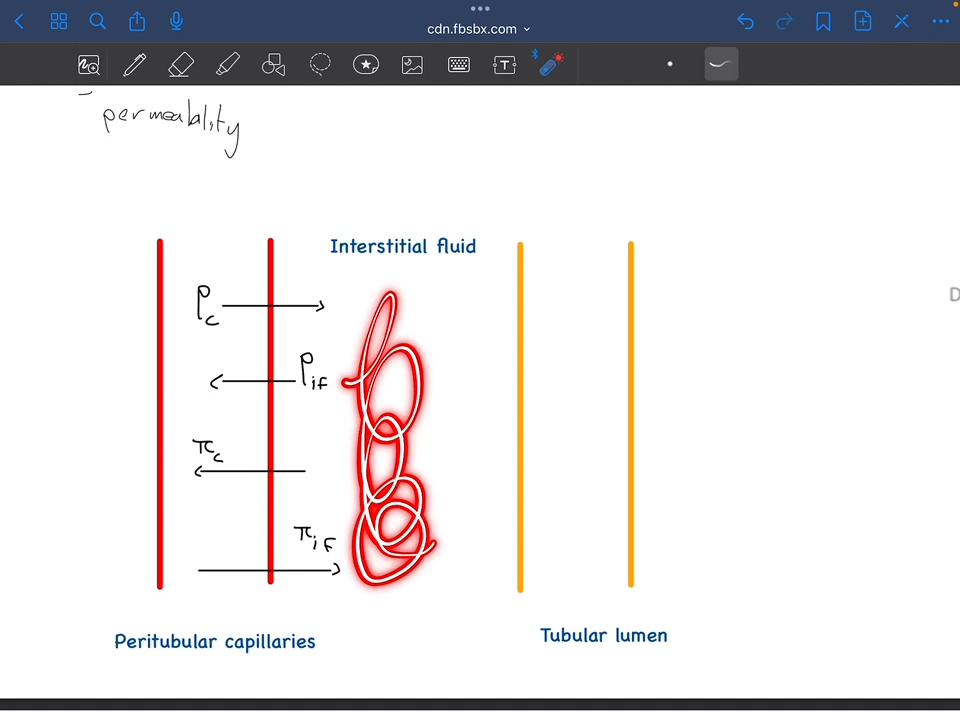 cdn.fbsbx.com
T
permeability
Interstitial fluid
Pc
Pif
πc
πif
Peritubular capillaries
Tubular lumen
D